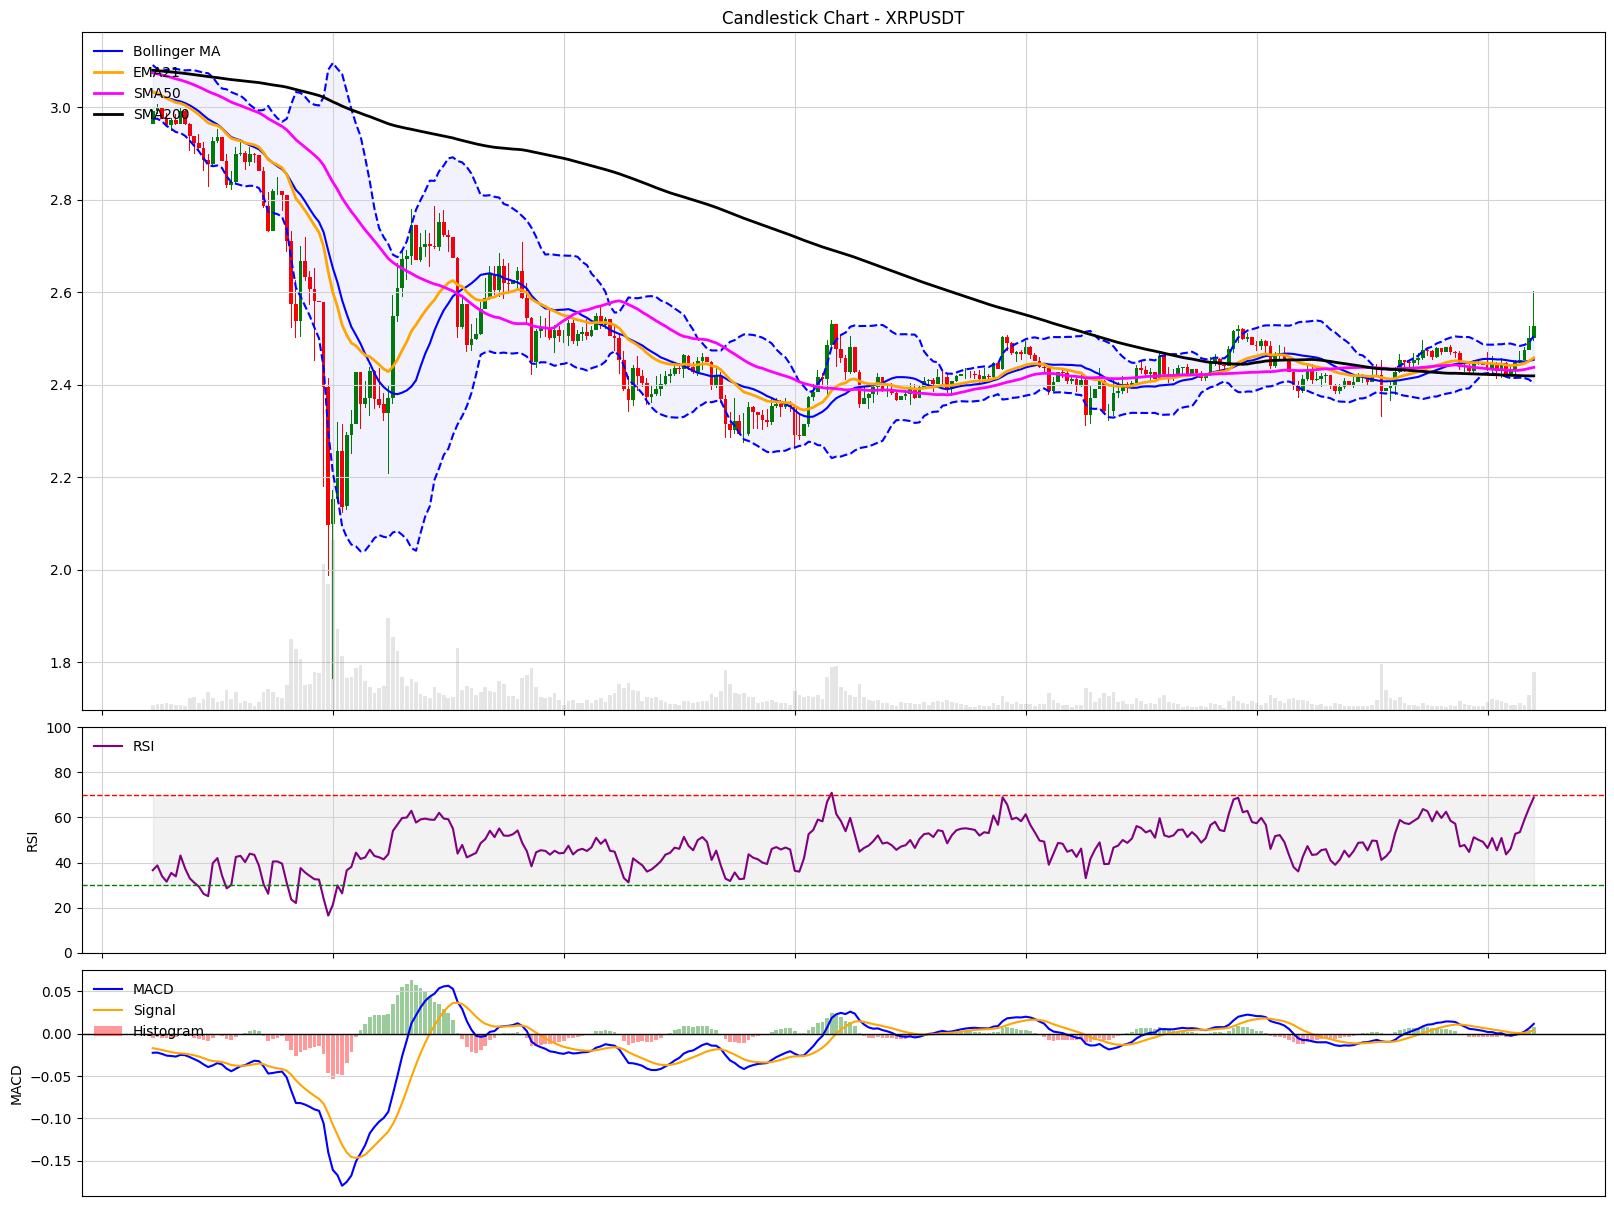 Candlestick Chart - XRPUSDT
Bollinger MA
EMA21
SMA50
SMA200
3.0
2.8
2.6
2.4
2.2
2.0
1.8
RSI
100
80
60
40
20
0
RSI
MACD
Signal
Histogram
0.05
0.00
−0.05
−0.10
−0.15
MACD